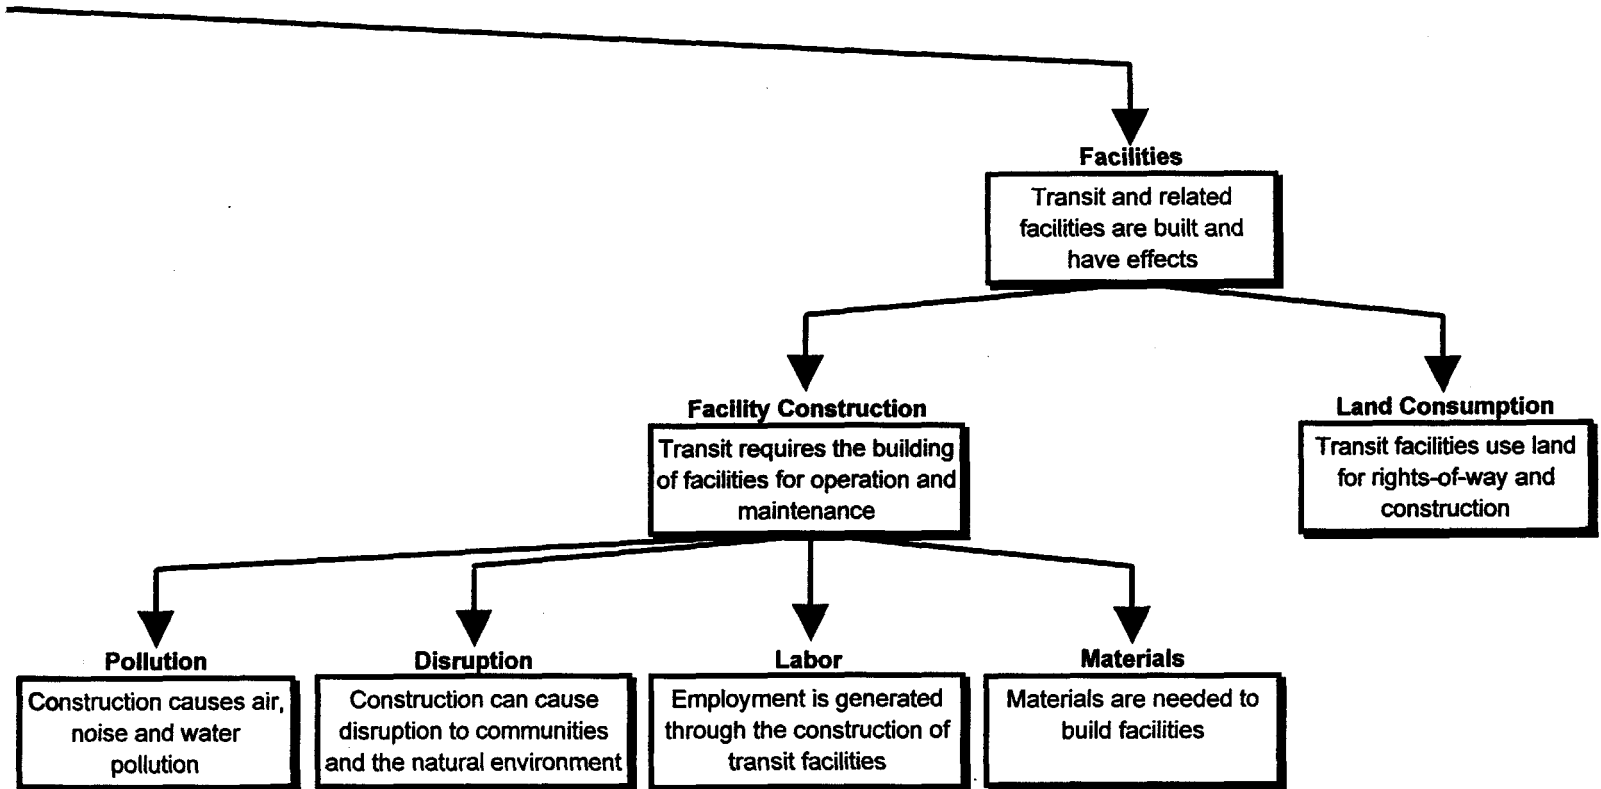 Facilities
Transit and related
facilities are built and
have effects
Facility Construction
Transit requires the building
of facilities for operation and
maintenance
Land Consumption
Transit facilities use land
for rights-of-way and
construction
Pollution
Construction causes air,
noise and water
pollution
Disruption
Construction can cause
disruption to communities
and the natural environment
Labor
Employment is generated
through the construction of
transit facilities
Materials
Materials are needed to
build facilities